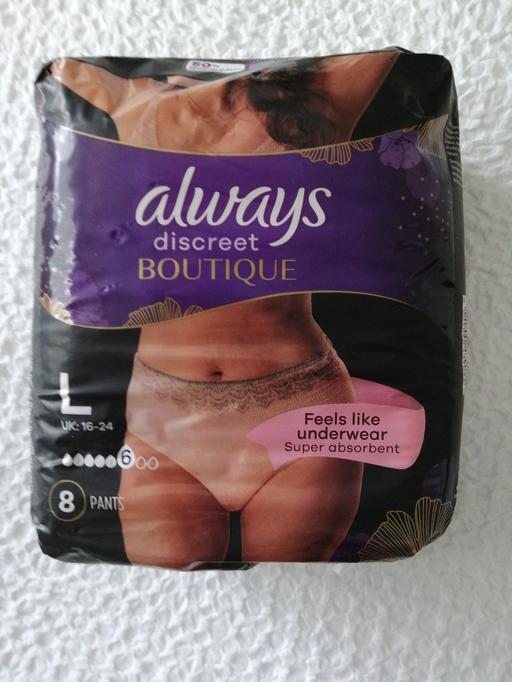 always
discreet
BOUTIQUE
L
UK: 16-24
6
8 PANTS
Feels like
underwear
Super absorbent